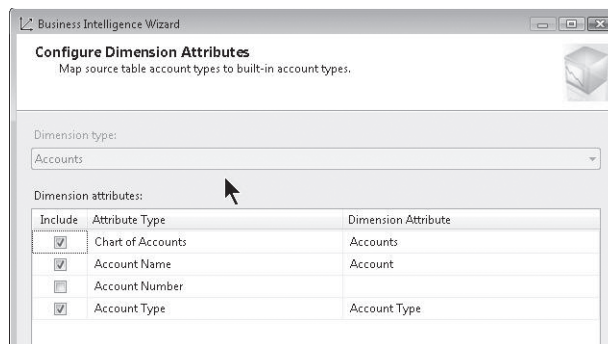 Business Intelligence Wizard
Configure Dimension Attributes
Map source table account types to built-in account types.
Dimension type:
Accounts
Dimension attributes:
Include Attribute Type Dimension Attribute
Chart of Accounts Accounts
Account Name Account
Account Number
Account Type Account Type